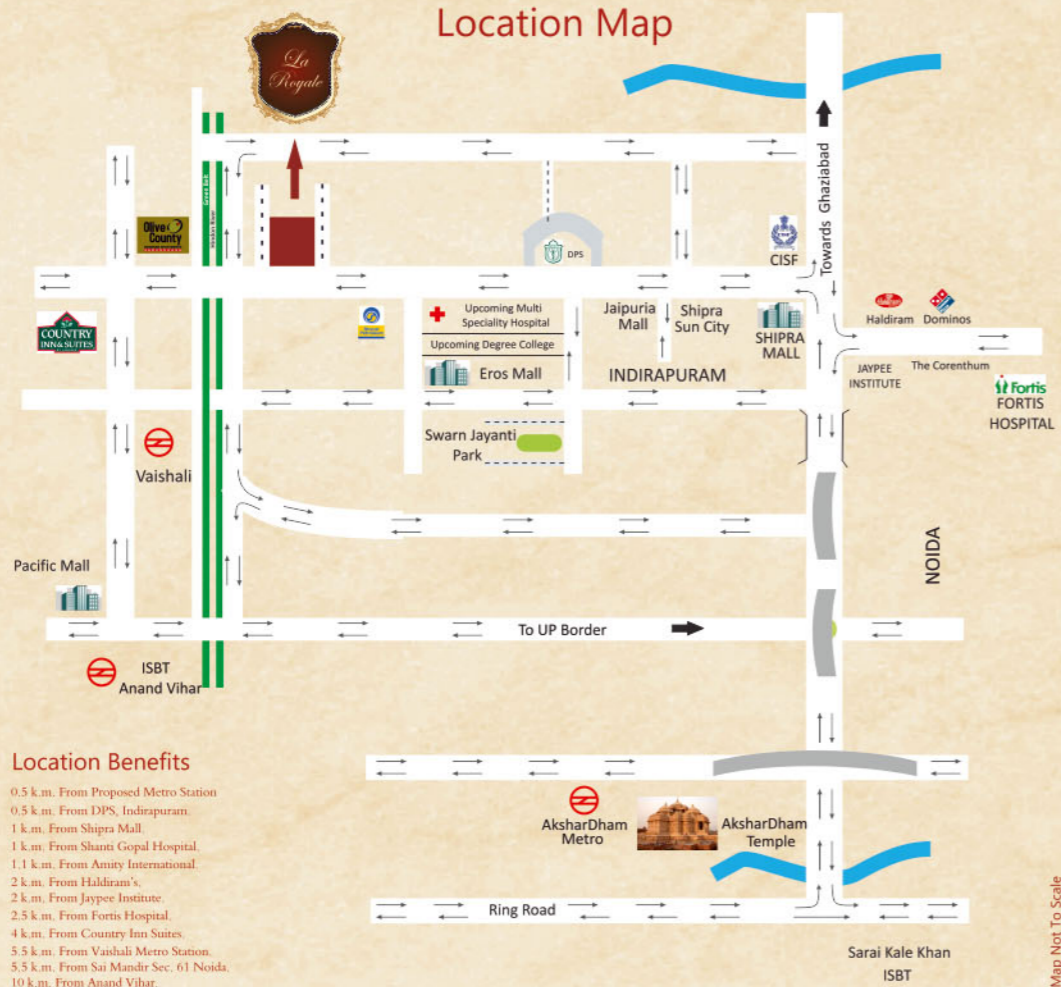 Location Map
La
Royale
Green Belt
Hindon River
Olive
County
DPS
CISF
Towards Ghaziabad
COUNTRY
INN & SUITES
Upcoming Multi
Speciality Hospital
Upcoming Degree College
Eros Mall
Jaipuria
Mall
Shipra
Sun City
SHIPRA
MALL
Haldiram
Dominos
INDIRAPURAM
JAYPEE
INSTITUTE
The Corenthum
Fortis
FORTIS
HOSPITAL
Swarn Jayanti
Park
Vaishali
NOIDA
Pacific Mall
To UP Border
ISBT
Anand Vihar
AksharDham
Metro
AksharDham
Temple
Ring Road
Sarai Kale Khan
ISBT
Location Benefits
0.5 k.m. From Proposed Metro Station
0.5 k.m. From DPS, Indirapuram.
1 k.m. From Shipra Mall.
1 k.m. From Shanti Gopal Hospital.
1.1 k.m. From Amity International.
2 k.m. From Haldiram's.
2 k.m. From Jaypee Institute.
2.5 k.m. From Fortis Hospital.
4 k.m. From Country Inn Suites.
5.5 k.m. From Vaishali Metro Station.
5.5 k.m. From Sai Mandir Sec. 61 Noida.
10 k.m. From Anand Vihar.
Map Not To Scale